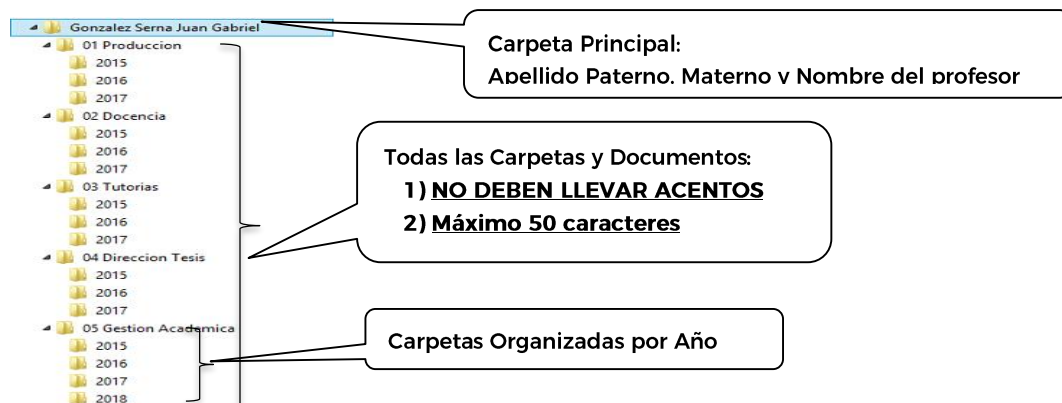 Gonzalez Serna Juan Gabriel
01 Produccion
2015
2016
2017
02 Docencia
2015
2016
2017
03 Tutorias
2015
2016
2017
04 Direccion Tesis
2015
2016
2017
05 Gestion Academica
2015
2016
2017
2018
Carpeta Principal:
Apellido Paterno, Materno y Nombre del profesor
Todas las Carpetas y Documentos:
1) NO DEBEN LLEVAR ACENTOS
2) Máximo 50 caracteres
Carpetas Organizadas por Año